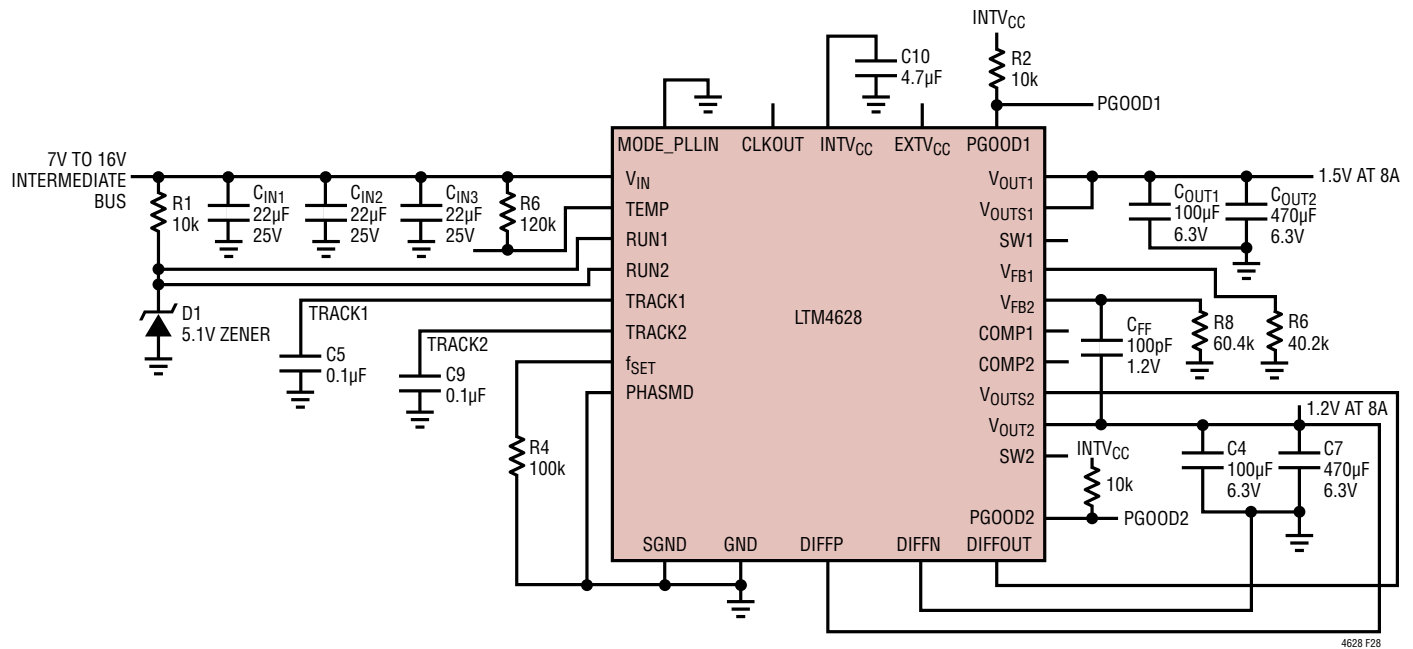 INTVCC
R2
10k
PGOOD1
C10
4.7µF
MODE_PLLIN
CLKOUT
INTVCC
EXTVCC
PGOOD1
7V TO 16V
INTERMEDIATE
BUS
R1
10k
CIN1
22µF
25V
CIN2
22µF
25V
CIN3
22µF
25V
R6
120k
VIN
TEMP
RUN1
RUN2
TRACK1
TRACK2
fSET
PHASMD
D1
5.1V ZENER
TRACK1
C5
0.1µF
TRACK2
C9
0.1µF
R4
100k
LTM4628
VOUT1
VOUTS1
SW1
VFB1
VFB2
COMP1
COMP2
VOUTS2
VOUT2
SW2
PGOOD2
SGND
GND
DIFFP
DIFFN
DIFFOUT
1.5V AT 8A
COUT1
100µF
6.3V
COUT2
470µF
6.3V
CFF
100pF
1.2V
R8
60.4k
R6
40.2k
1.2V AT 8A
INTVCC
10k
PGOOD2
C4
100µF
6.3V
C7
470µF
6.3V
4628 F28